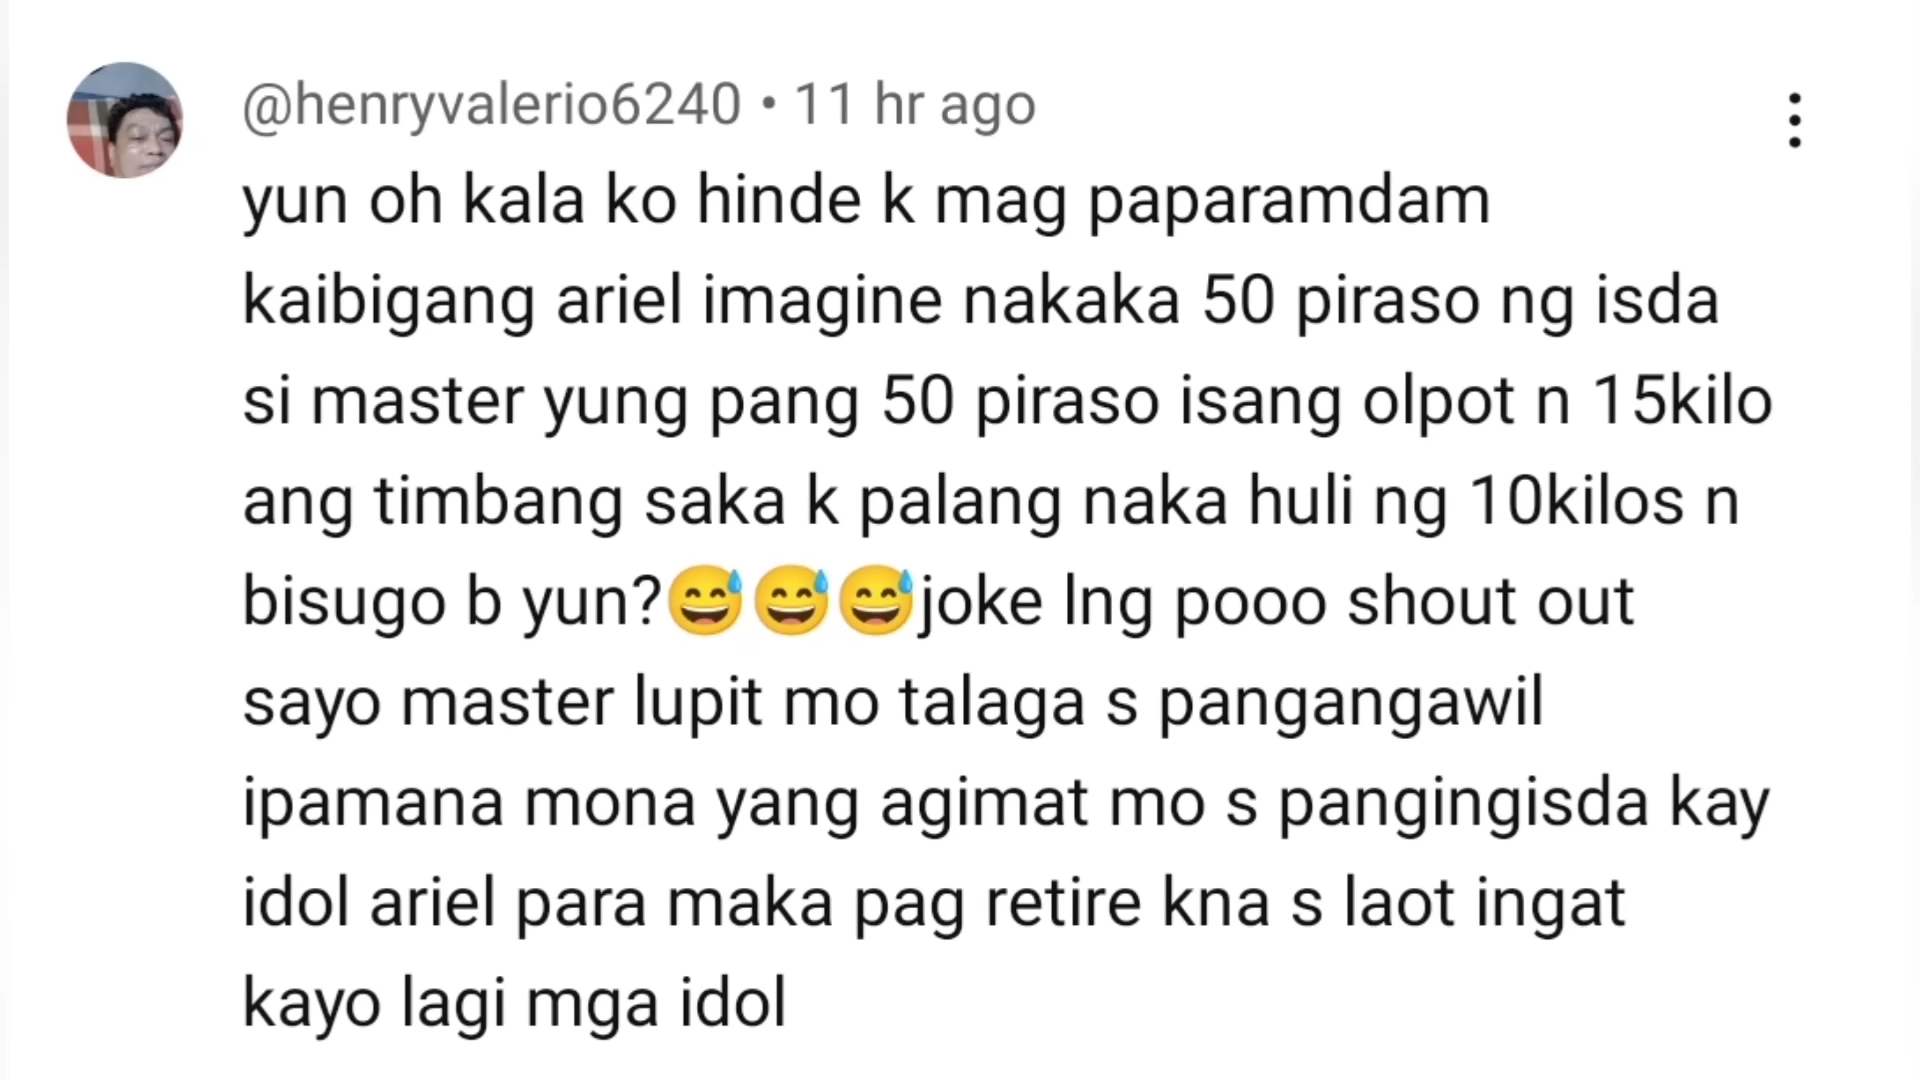 @henryvalerio6240 • 11 hr ago
yun oh kala ko hinde k mag paparamdam
kaibigang ariel imagine nakaka 50 piraso ng isda
si master yung pang 50 piraso isang olpot n 15kilo
ang timbang saka k palang naka huli ng 10kilos n
bisugo b yun?😅😅😅joke lng pooo shout out
sayo master lupit mo talaga s pangangawil
ipamana mona yang agimat mo s pangingisda kay
idol ariel para maka pag retire kna s laot ingat
kayo lagi mga idol